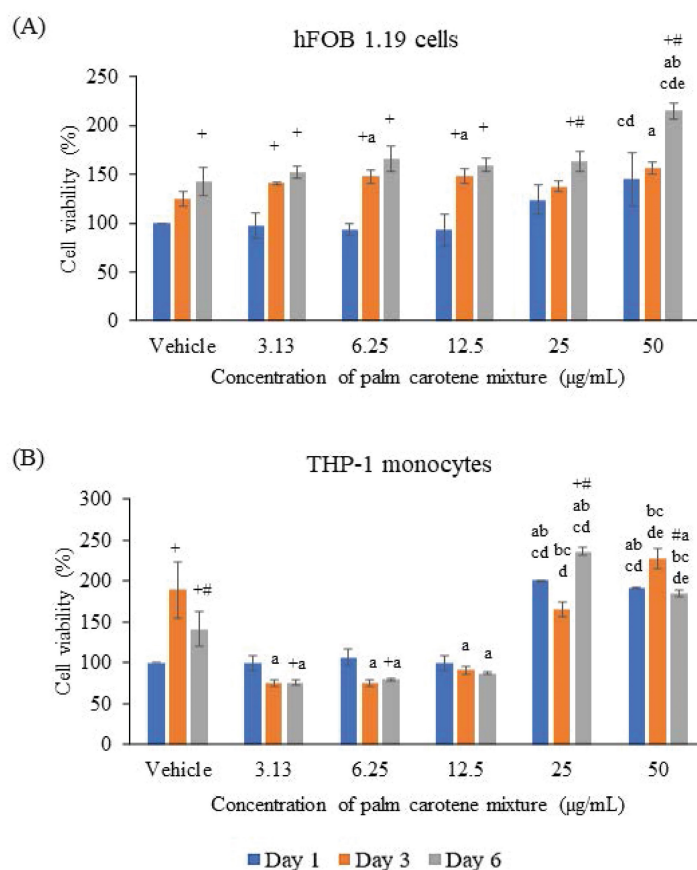 (A)
hFOB 1.19 cells
Cell viability (%)
250
200
150
100
50
0
+
+
+
+a
+
+a
+
+#
cd
a
+#
ab
cde
Vehicle 3.13 6.25 12.5 25 50
Concentration of palm carotene mixture (μg/mL)
(B)
THP-1 monocytes
Cell viability (%)
300
250
200
150
100
50
0
+
+#
a
+a
a
+a
a
a
ab
cd
bc
d
+#
ab
cd
ab
cd
bc
de
#a
bc
de
Vehicle 3.13 6.25 12.5 25 50
Concentration of palm carotene mixture (μg/mL)
Day 1 Day 3 Day 6